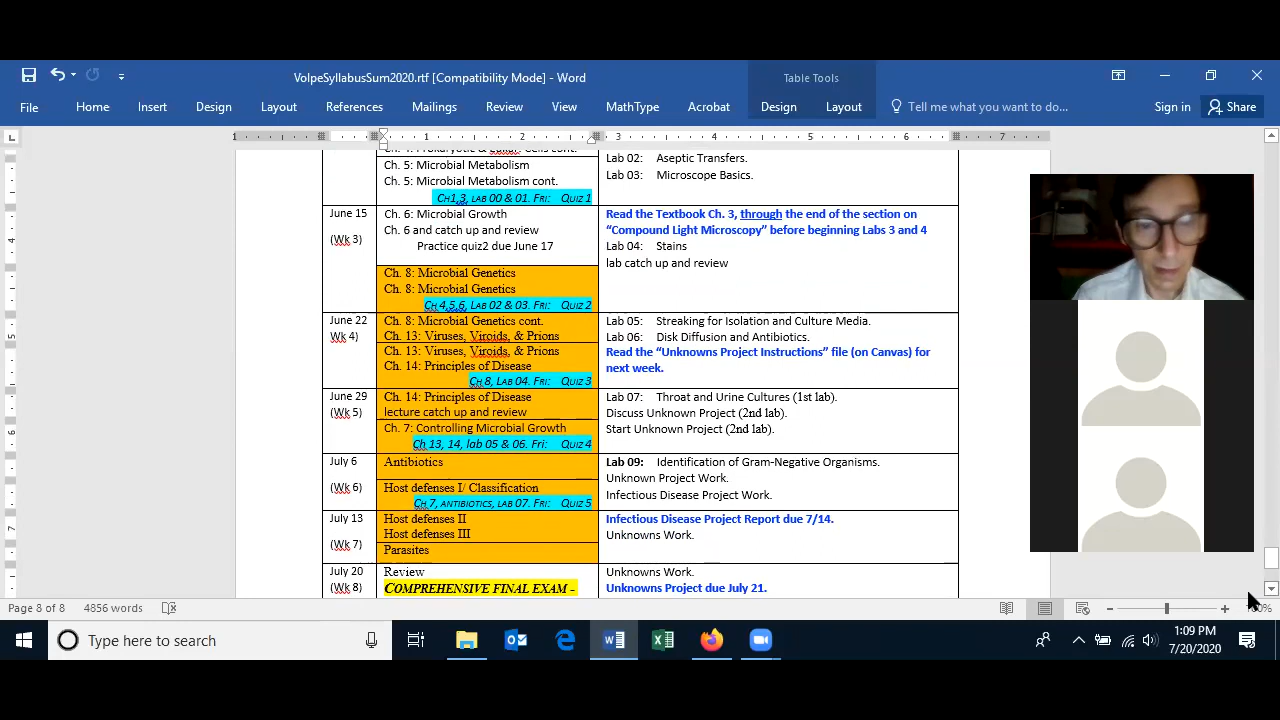 VolpeSyllabusSum2020.rtf [Compatibility Mode] - Word
Table Tools
File Home Insert Design Layout References Mailings Review View MathType Acrobat Design Layout Tell me what you want to do... Sign in Share
1 1 2 3 4 5 6 7
Ch. 5: Microbial Metabolism
Ch. 5: Microbial Metabolism cont.
CH1,3, LAB 00 & 01. Fri: QUIZ 1
Lab 02: Aseptic Transfers.
Lab 03: Microscope Basics.
June 15
(Wk 3)
Ch. 6: Microbial Growth
Ch. 6 and catch up and review
Practice quiz2 due June 17
Ch. 8: Microbial Genetics
Ch. 8: Microbial Genetics
CH 4,5,6, LAB 02 & 03. Fri: QUIZ 2
Read the Textbook Ch. 3, through the end of the section on
“Compound Light Microscopy” before beginning Labs 3 and 4
Lab 04: Stains
lab catch up and review
June 22
Wk 4)
Ch. 8: Microbial Genetics cont.
Ch. 13: Viruses, Viroids, & Prions
Ch. 13: Viruses, Viroids, & Prions
Ch. 14: Principles of Disease
CH 8, LAB 04. Fri: QUIZ 3
Lab 05: Streaking for Isolation and Culture Media.
Lab 06: Disk Diffusion and Antibiotics.
Read the “Unknowns Project Instructions” file (on Canvas) for
next week.
June 29
(Wk 5)
Ch. 14: Principles of Disease
lecture catch up and review
Ch. 7: Controlling Microbial Growth
Ch 13, 14, lab 05 & 06. Fri: QUIZ 4
Lab 07: Throat and Urine Cultures (1st lab).
Discuss Unknown Project (2nd lab).
Start Unknown Project (2nd lab).
July 6
(Wk 6)
Antibiotics
Host defenses I/ Classification
CH 7, ANTIBIOTICS, LAB 07. Fri: QUIZ 5
Lab 09: Identification of Gram-Negative Organisms.
Unknown Project Work.
Infectious Disease Project Work.
July 13
(Wk 7)
Host defenses II
Host defenses III
Parasites
Infectious Disease Project Report due 7/14.
Unknowns Work.
July 20
(Wk 8)
Review
COMPREHENSIVE FINAL EXAM -
Unknowns Work.
Unknowns Project due July 21.
4
5
6
7
Page 8 of 8 4856 words
Type here to search
1:09 PM
7/20/2020